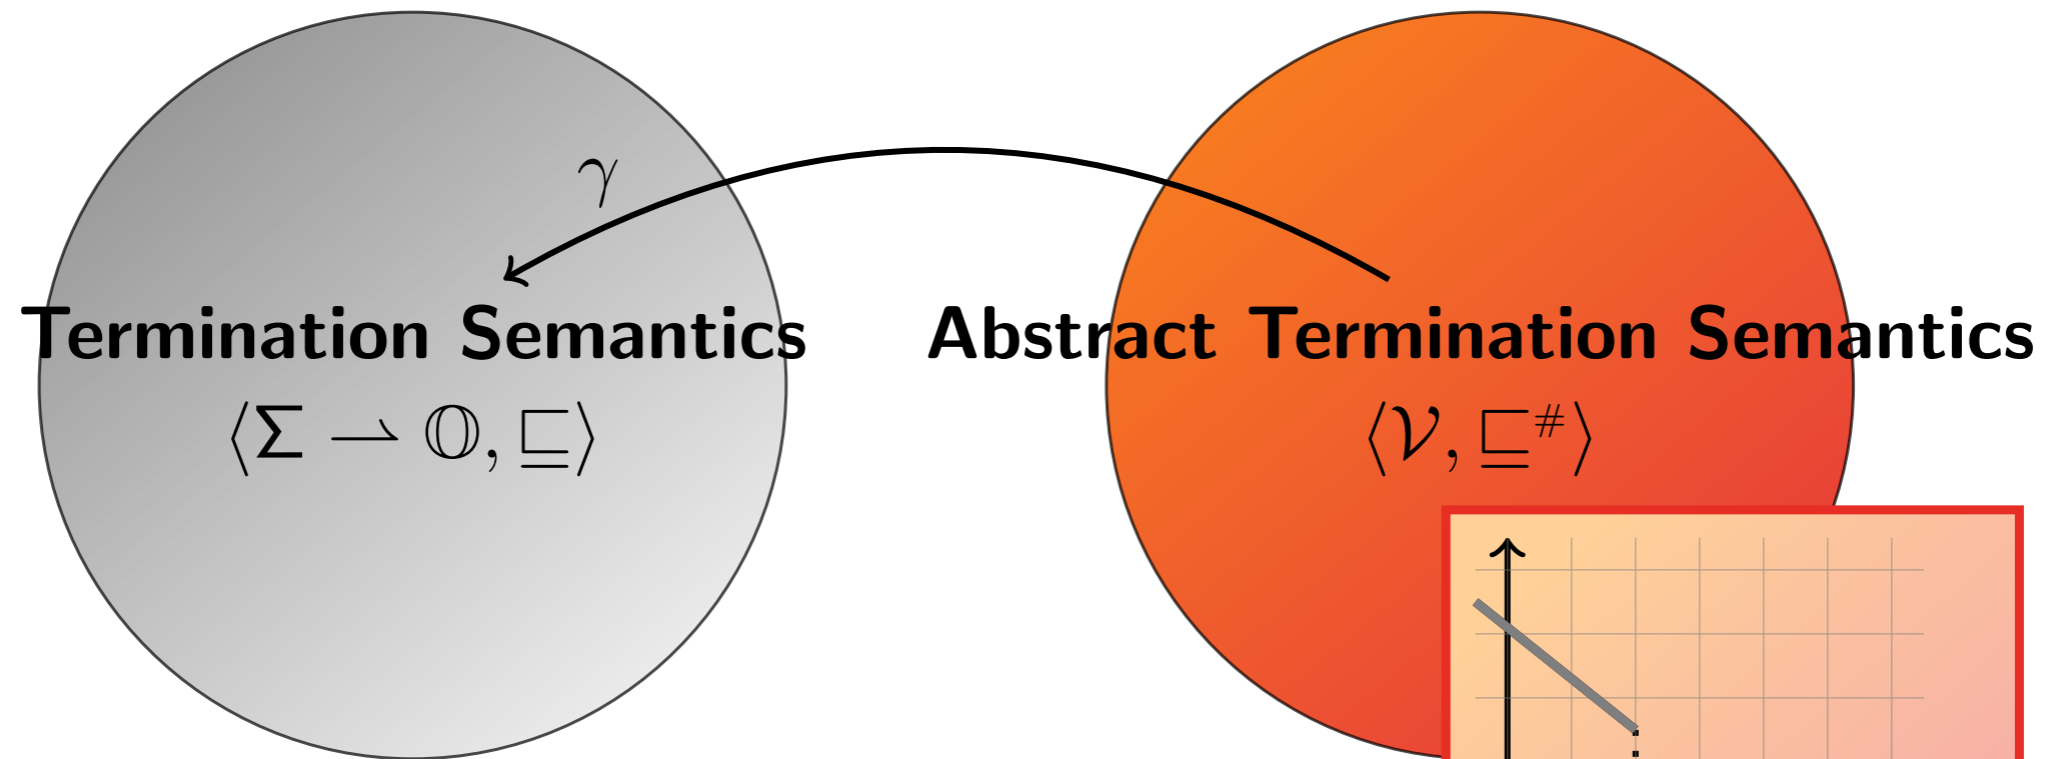 γ
Termination Semantics
⟨Σ ⇀ 𝕆, ⊑⟩
Abstract Termination Semantics
⟨𝒱, ⊑#⟩